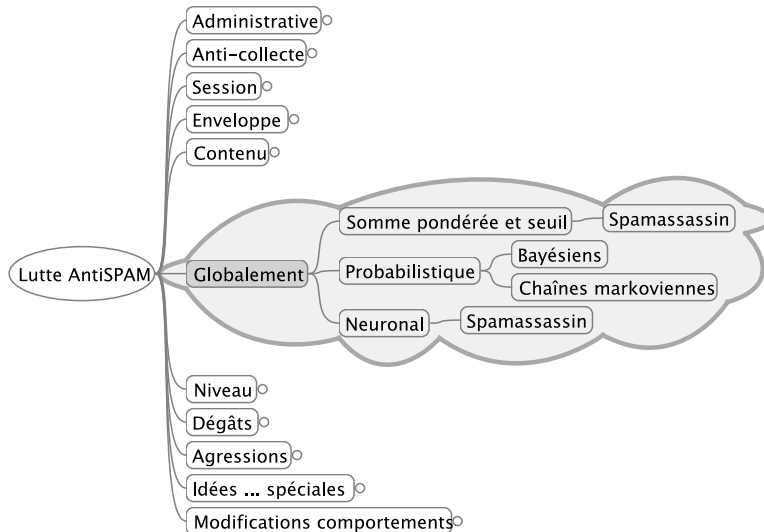 Administrative
Anti-collecte
Session
Enveloppe
Contenu
Lutte AntiSPAM
Globalement
Somme pondérée et seuil
Spamassassin
Probabilistique
Bayésiens
Chaînes markoviennes
Neuronal
Spamassassin
Niveau
Dégâts
Agressions
Idées ... spéciales
Modifications comportements